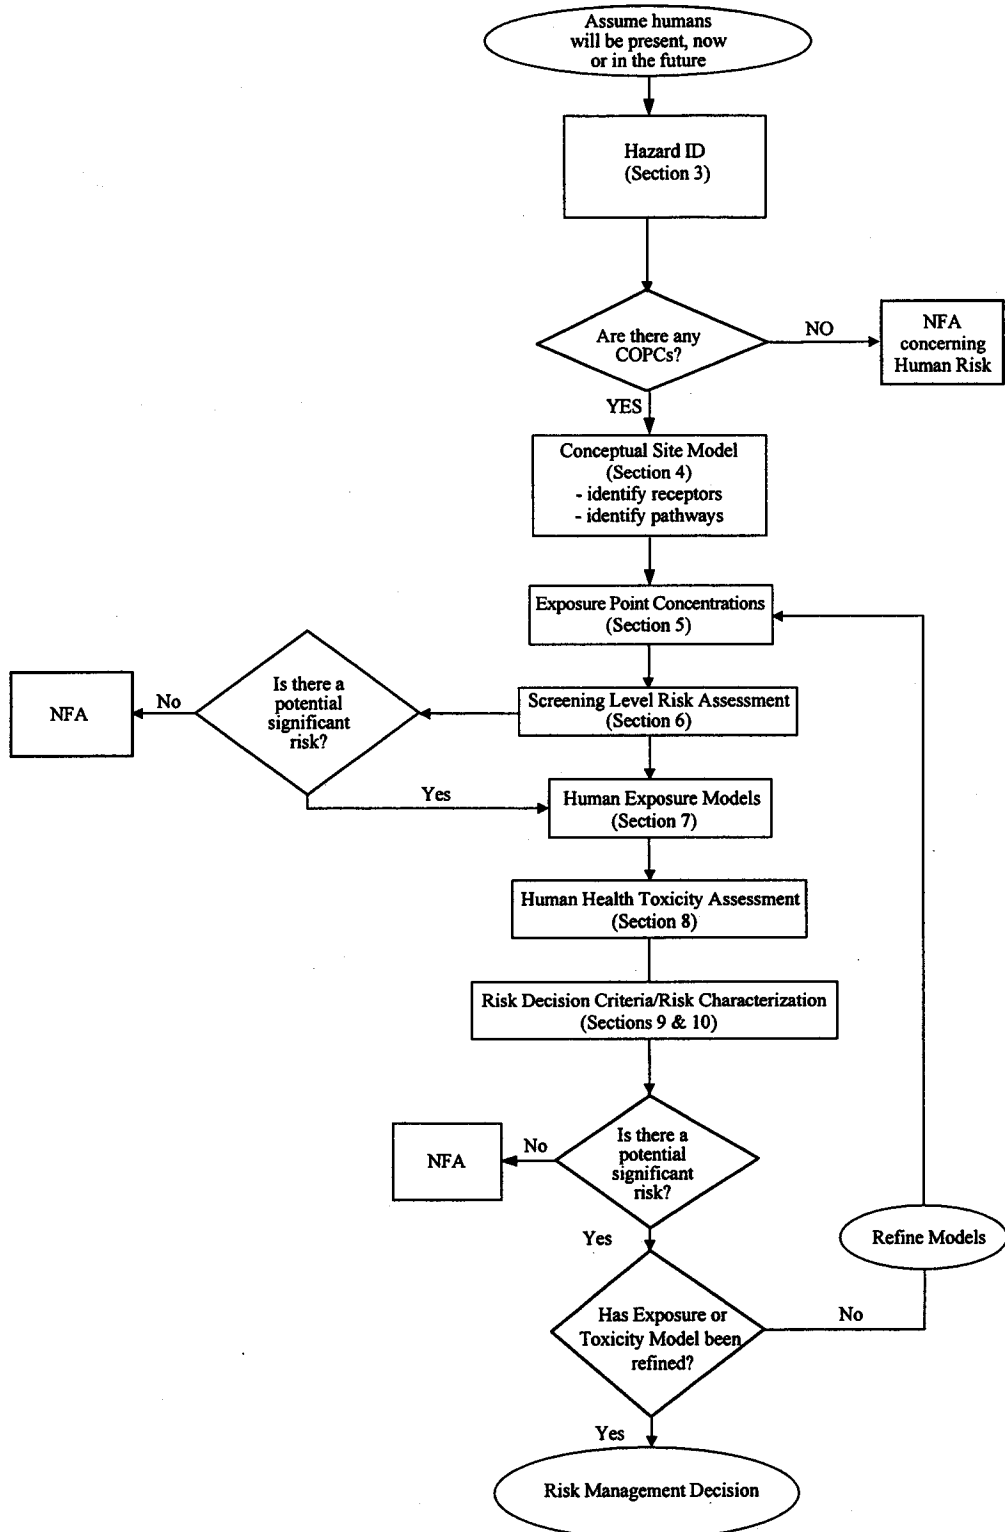 Assume humans
will be present, now
or in the future
Hazard ID
(Section 3)
Are there any
COPCs?
NO
NFA
concerning
Human Risk
YES
Conceptual Site Model
(Section 4)
- identify receptors
- identify pathways
Exposure Point Concentrations
(Section 5)
Screening Level Risk Assessment
(Section 6)
Is there a
potential
significant
risk?
No
NFA
Yes
Human Exposure Models
(Section 7)
Human Health Toxicity Assessment
(Section 8)
Risk Decision Criteria/Risk Characterization
(Sections 9 & 10)
Is there a
potential
significant
risk?
No
NFA
Yes
Refine Models
Has Exposure or
Toxicity Model been
refined?
No
Yes
Risk Management Decision